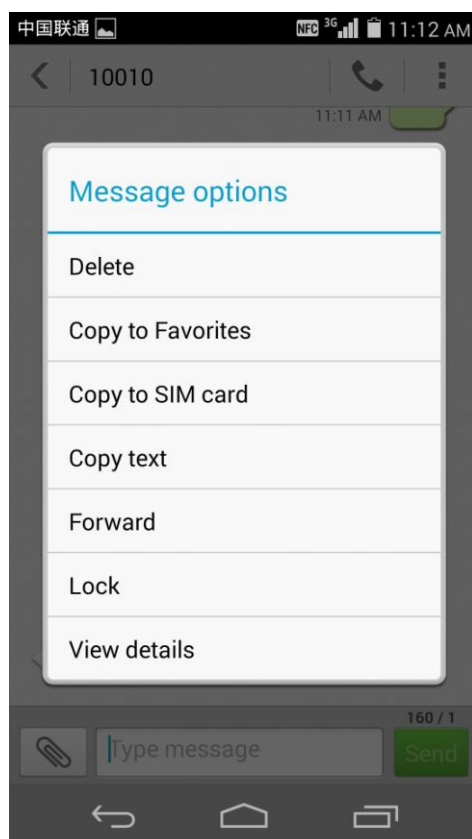 中国联通 NFC 3G 11:12 AM
10010
11:11 AM
Message options
Delete
Copy to Favorites
Copy to SIM card
Copy text
Forward
Lock
View details
160 / 1
Type message Send